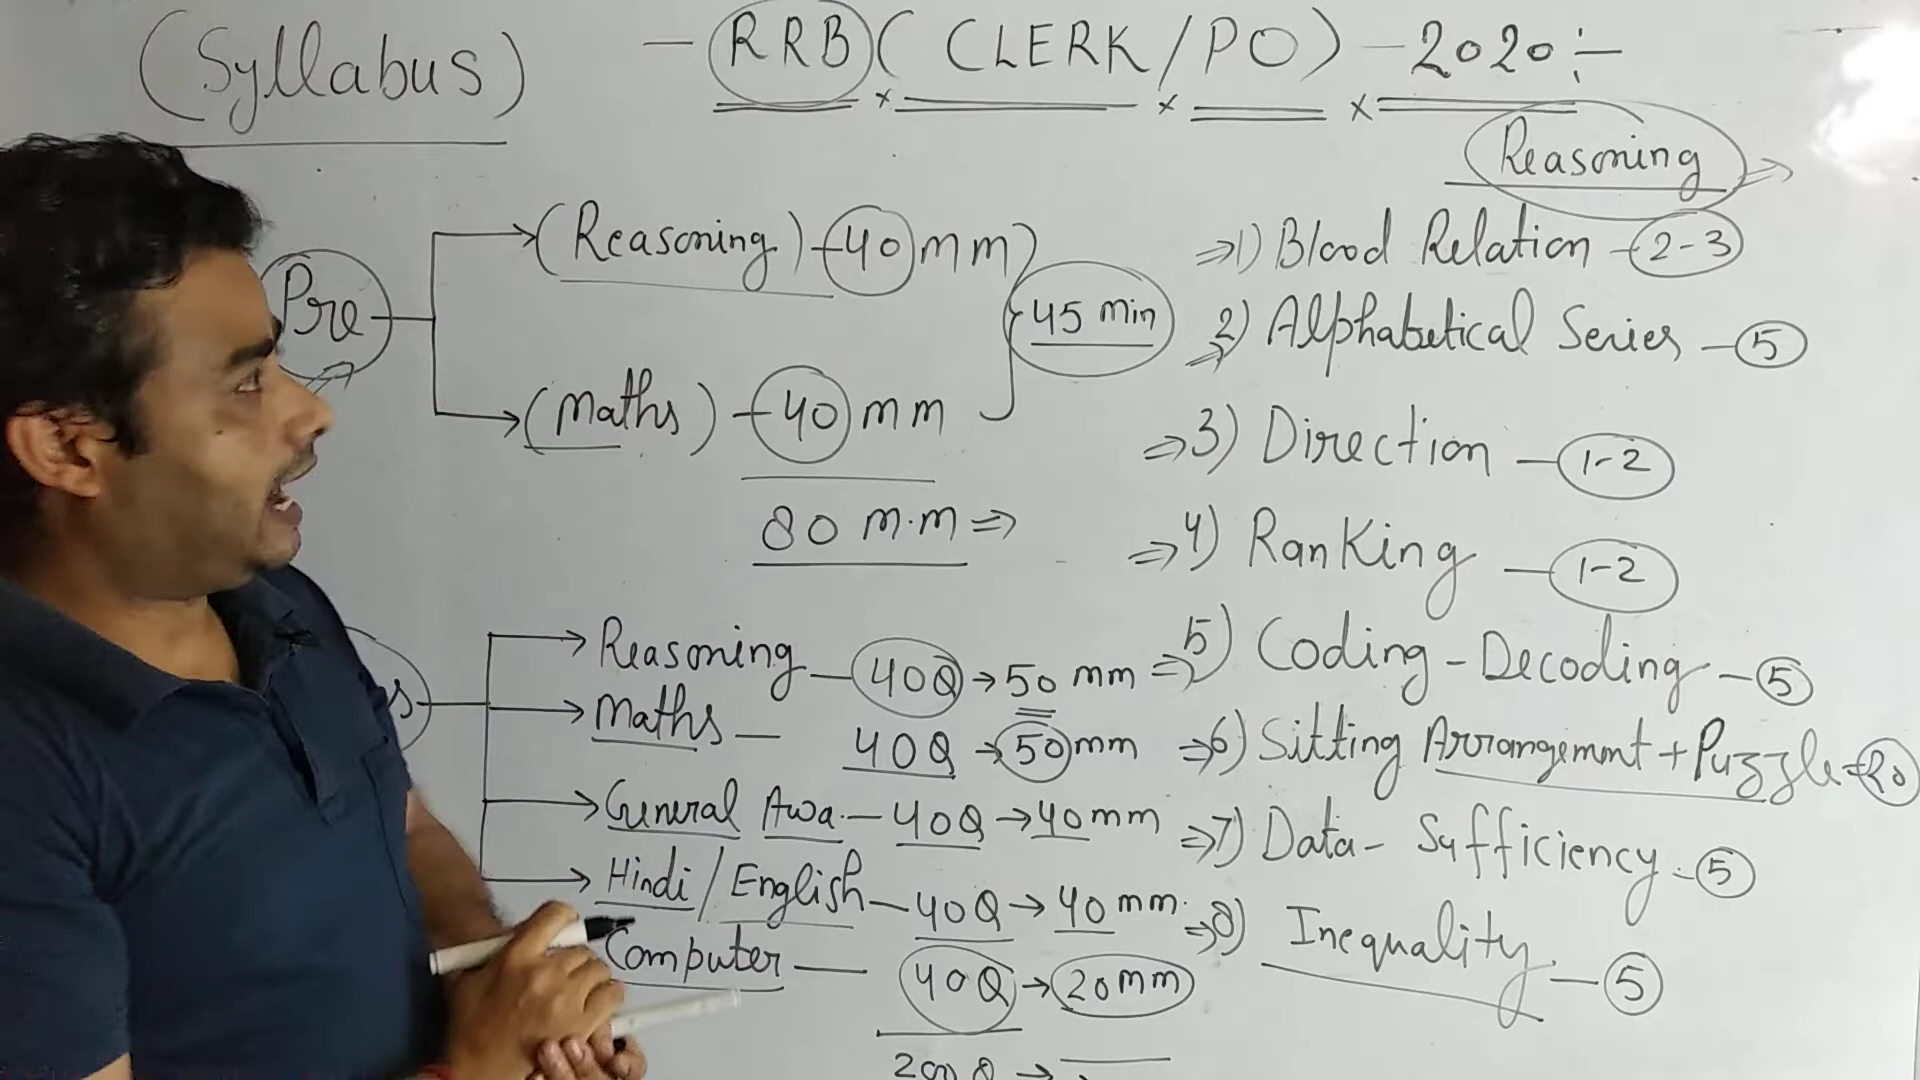 (Syllabus) - RRB (CLERK/PO) - 2020 :-
Reasoning ⇒
Pre
→ (Reasoning) - 40 mm
→ (Maths) - 40 mm
45 min
80 m.m ⇒
→ Reasoning - 40Q → 50 mm
→ Maths - 40Q → 50 mm
→ General Awa. - 40Q → 40 mm
→ Hindi/English - 40Q → 40 mm.
Computer - 40Q → 20 mm
⇒ 1) Blood Relation - 2-3
⇒ 2) Alphabetical Series - 5
⇒ 3) Direction - 1-2
⇒ 4) Ranking - 1-2
⇒ 5) Coding-Decoding - 5
⇒ 6) Sitting Arrangement + Puzzle - 20
⇒ 7) Data- Sufficiency - 5
⇒ 8) Inequality - 5